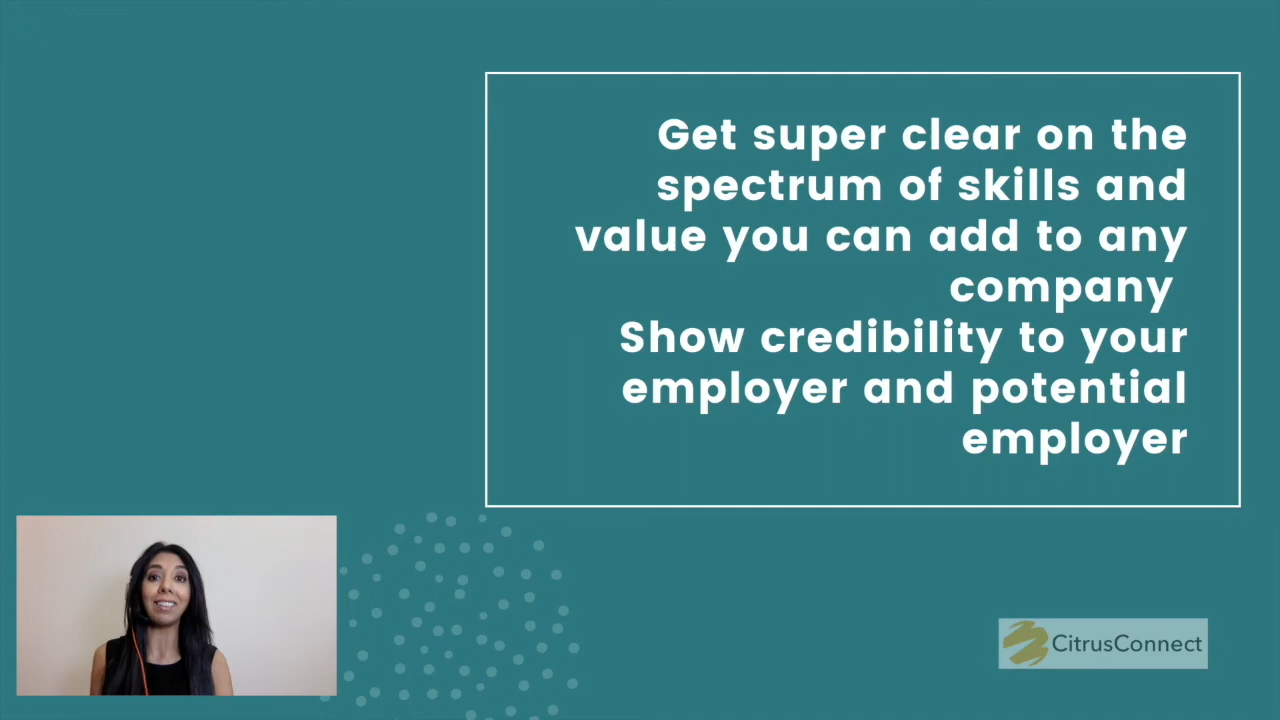 Get super clear on the
spectrum of skills and
value you can add to any
company
Show credibility to your
employer and potential
employer
CitrusConnect